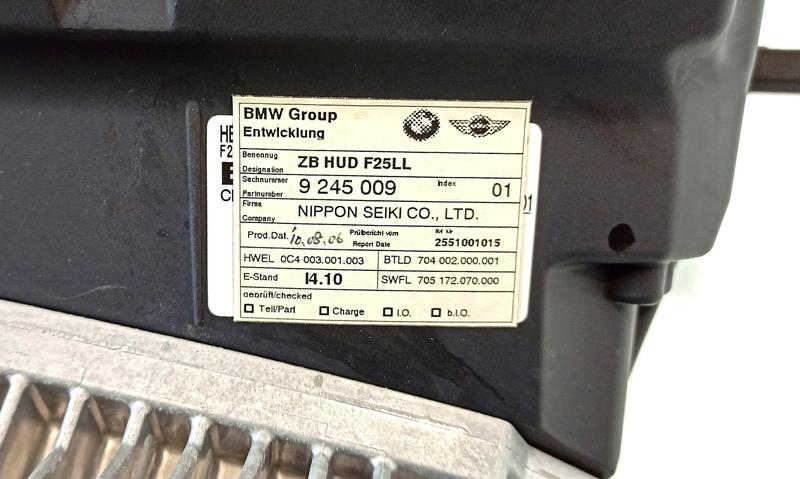 BMW Group
Entwicklung
Benennug
Designation
ZB HUD F25LL
Sachnummer
Partnumber
9 245 009
Index
01
Firma
Company
NIPPON SEIKI CO., LTD.
Prod.Dat.
10.08.06
Prüfbericht vom
Report Date
2551001015
HWEL 0C4 003.001.003
BTLD 704 002.000.001
E-Stand I4.10
SWFL 705 172.070.000
geprüft/checked
Teil/Part
Charge
I.O.
b.I.O.